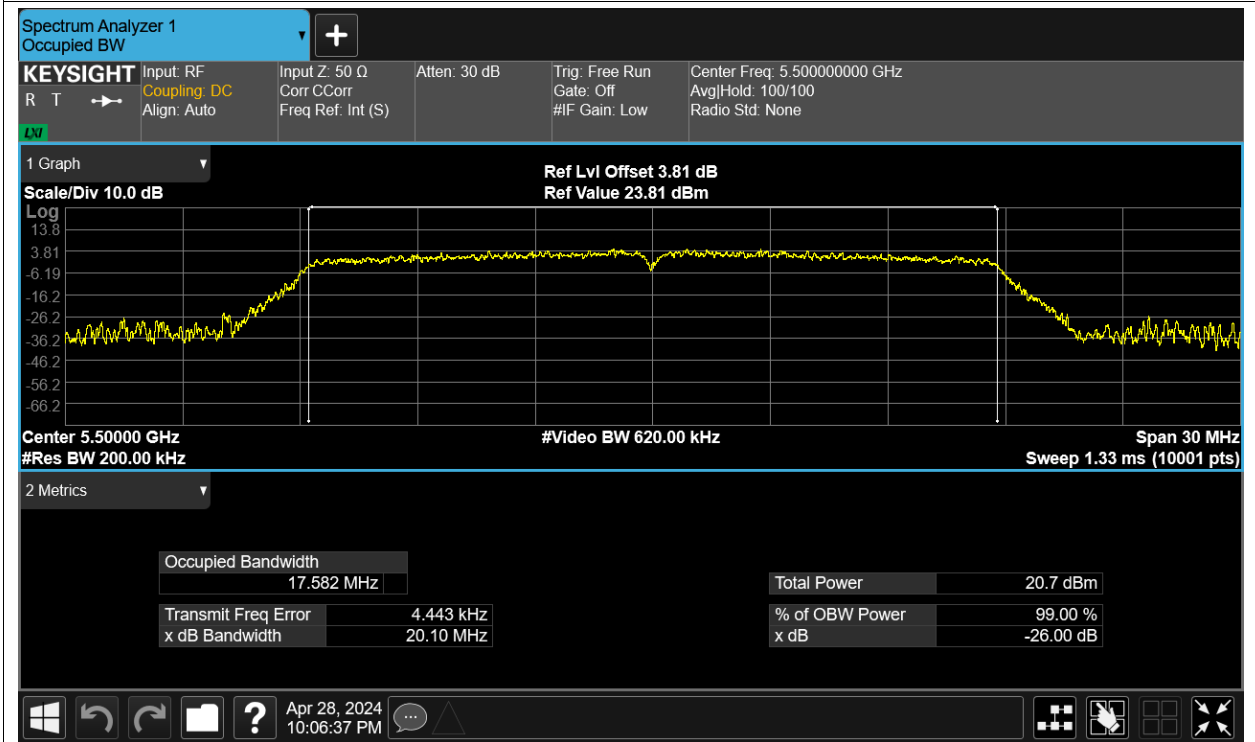 Spectrum Analyzer 1
Occupied BW
KEYSIGHT
R T
LXI
Input: RF
Coupling: DC
Align: Auto
Input Z: 50 Ω
Corr CCorr
Freq Ref: Int (S)
Atten: 30 dB
Trig: Free Run
Gate: Off
#IF Gain: Low
Center Freq: 5.500000000 GHz
Avg|Hold: 100/100
Radio Std: None
1 Graph
Scale/Div 10.0 dB
Ref Lvl Offset 3.81 dB
Ref Value 23.81 dBm
Log
13.8
3.81
-6.19
-16.2
-26.2
-36.2
-46.2
-56.2
-66.2
Center 5.50000 GHz
#Res BW 200.00 kHz
#Video BW 620.00 kHz
Span 30 MHz
Sweep 1.33 ms (10001 pts)
2 Metrics
Occupied Bandwidth
17.582 MHz
Transmit Freq Error 4.443 kHz
x dB Bandwidth 20.10 MHz
Total Power 20.7 dBm
% of OBW Power 99.00 %
x dB -26.00 dB
?
Apr 28, 2024
10:06:37 PM